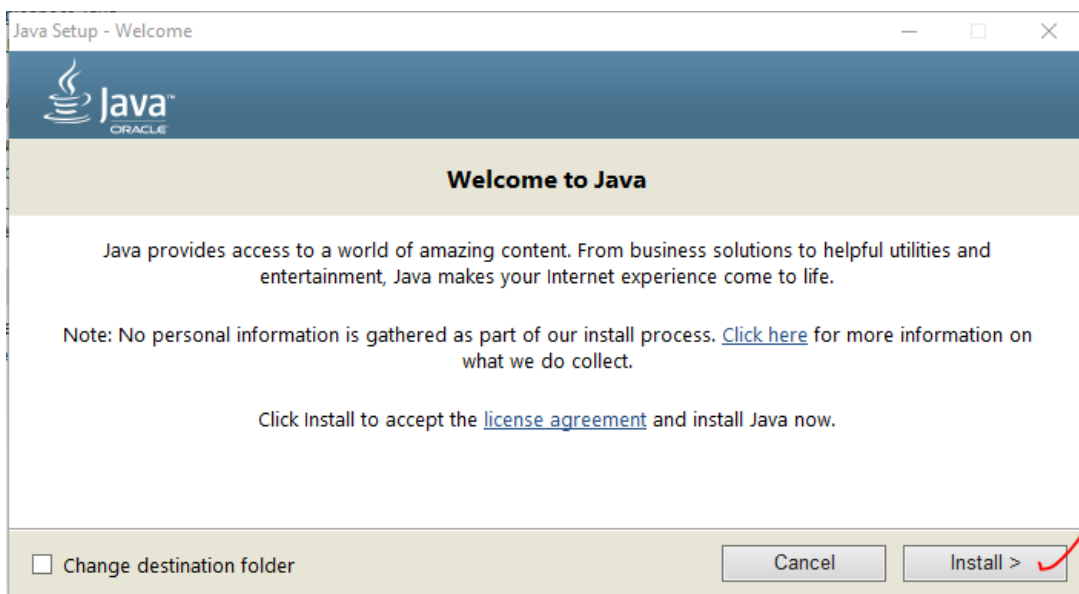 Java Setup - Welcome
Java™
ORACLE
Welcome to Java
Java provides access to a world of amazing content. From business solutions to helpful utilities and
entertainment, Java makes your Internet experience come to life.
Note: No personal information is gathered as part of our install process. Click here for more information on
what we do collect.
Click Install to accept the license agreement and install Java now.
Change destination folder
Cancel
Install >